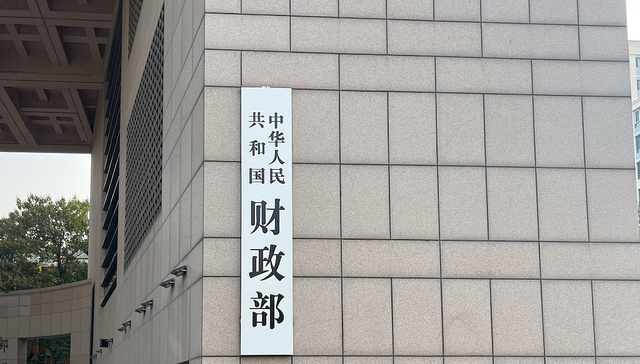 中华人民
共和国
财政部